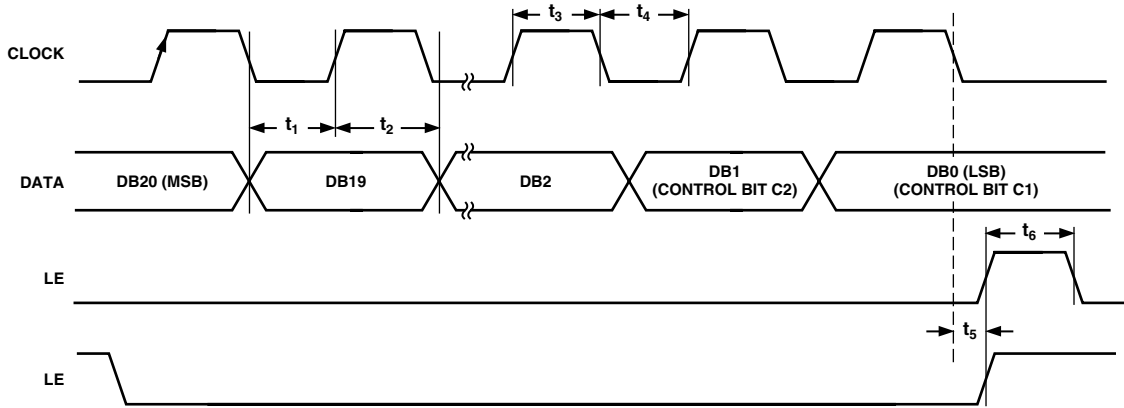 t₃
t₄
CLOCK
t₁
t₂
DATA
DB20 (MSB)
DB19
DB2
DB1
(CONTROL BIT C2)
DB0 (LSB)
(CONTROL BIT C1)
t₆
LE
t₅
LE